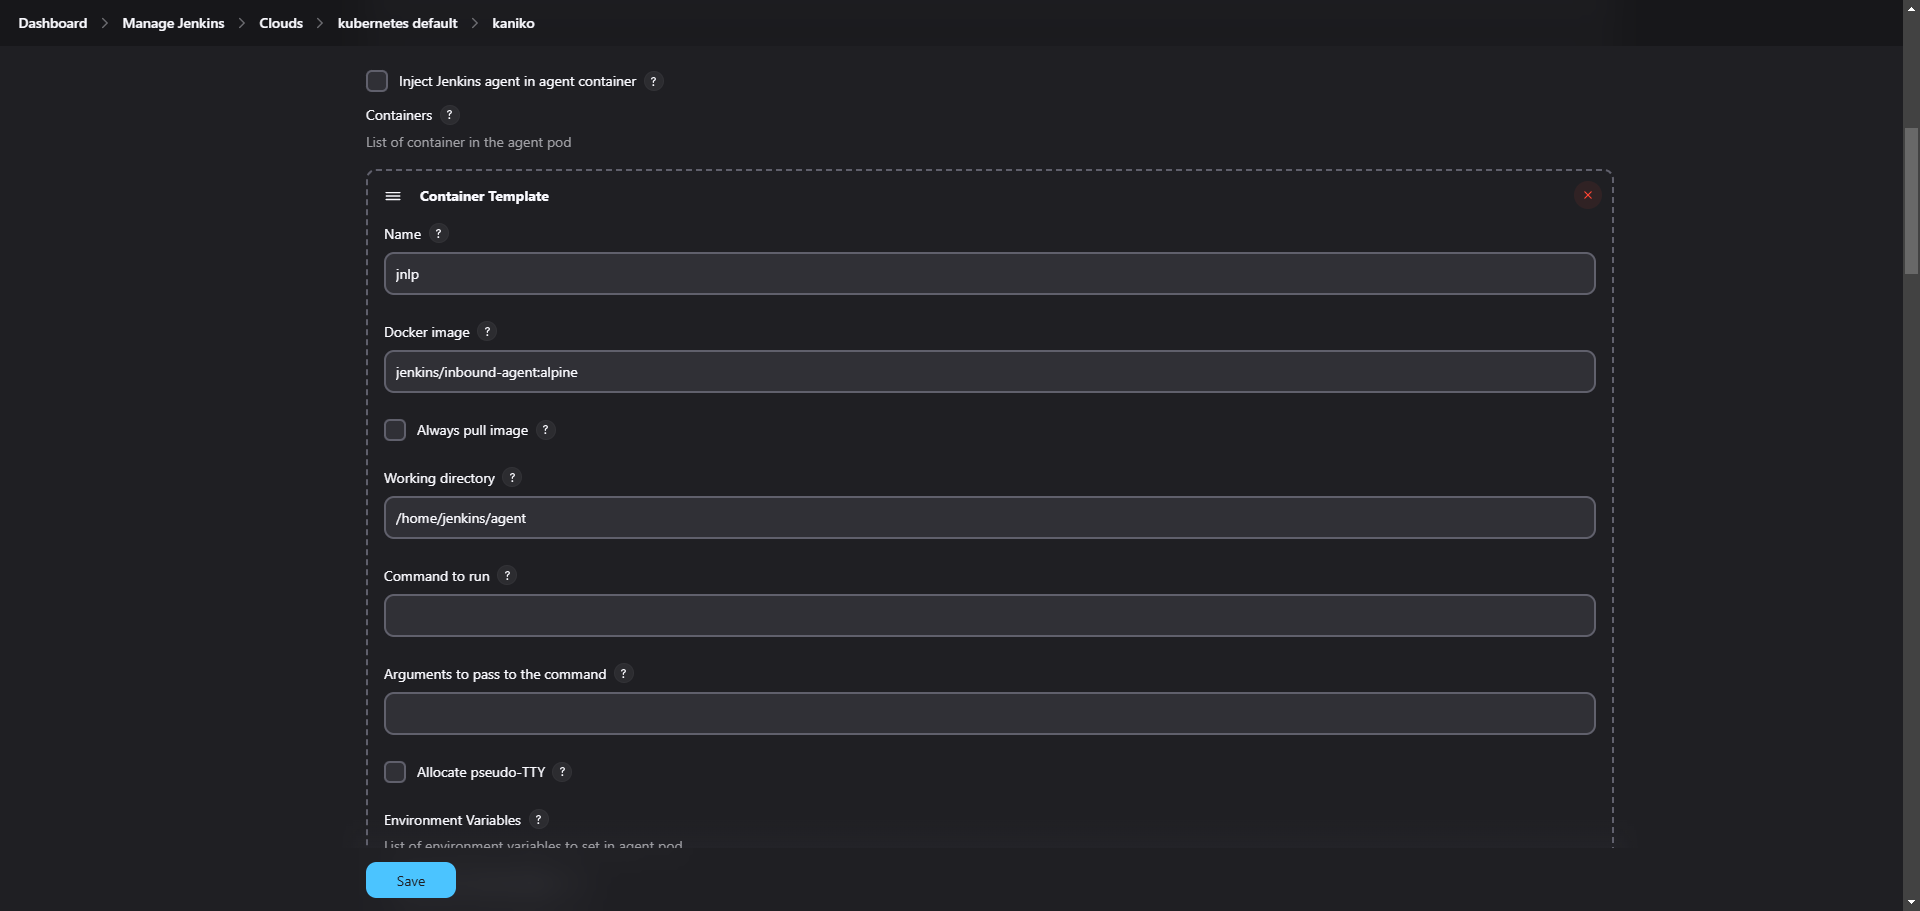 Dashboard > Manage Jenkins > Clouds > kubernetes default > kaniko
Inject Jenkins agent in agent container ?
Containers ?
List of container in the agent pod
Container Template
Name ?
jnlp
Docker image ?
jenkins/inbound-agent:alpine
Always pull image ?
Working directory ?
/home/jenkins/agent
Command to run ?
Arguments to pass to the command ?
Allocate pseudo-TTY ?
Environment Variables ?
List of environment variables to set in agent pod
Save